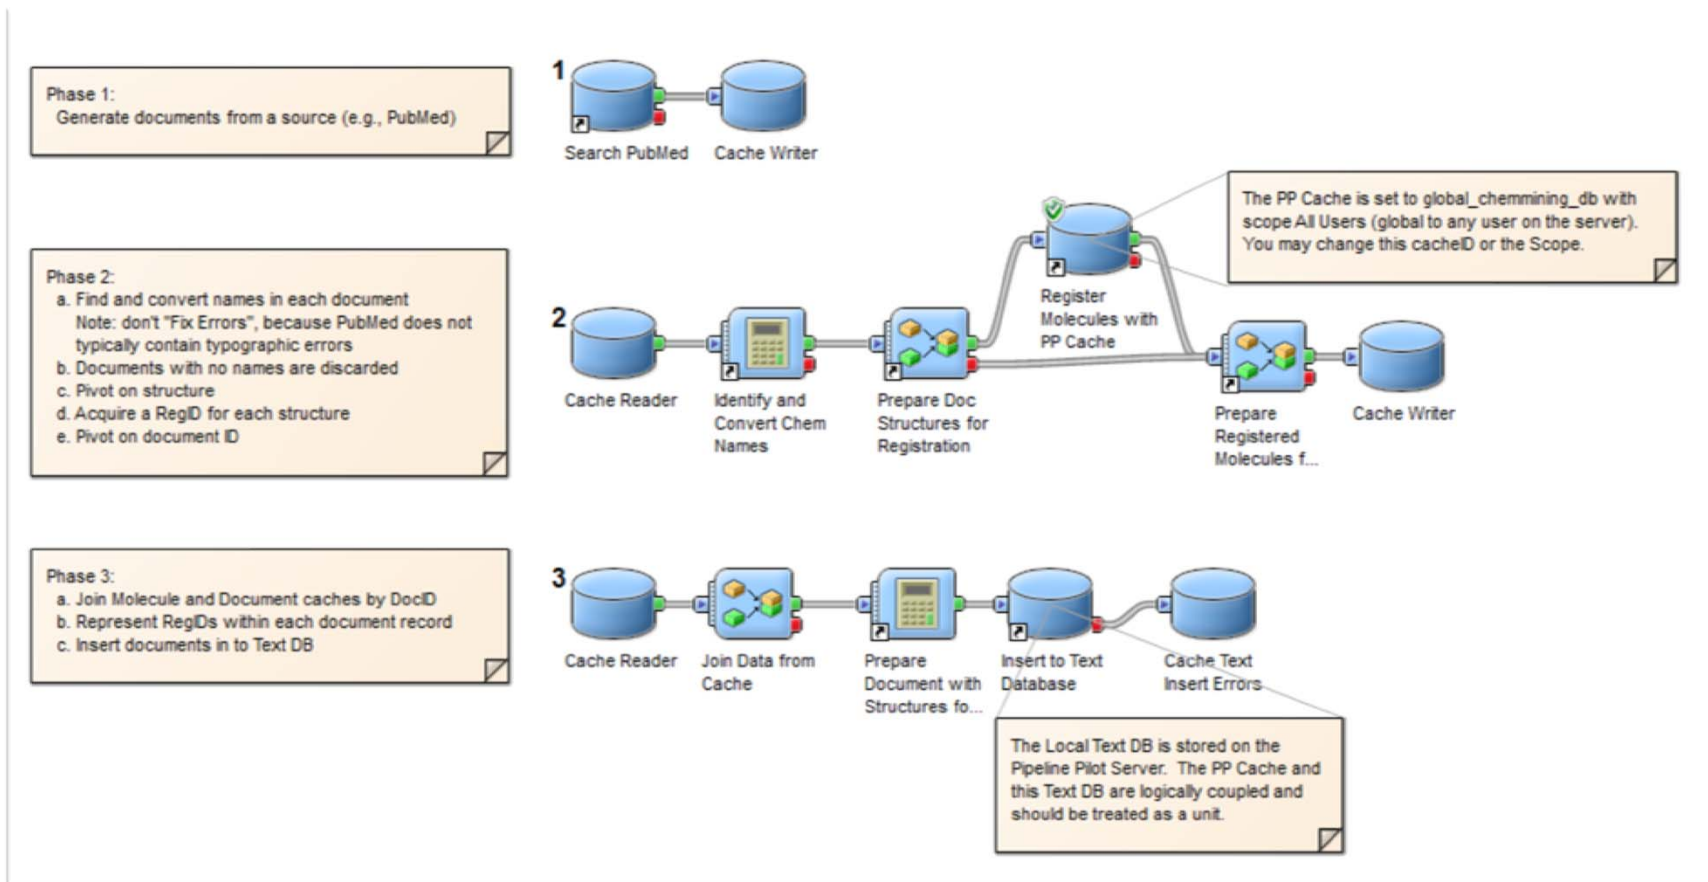 Phase 1:
Generate documents from a source (e.g., PubMed)
1
Search PubMed
Cache Writer
The PP Cache is set to global_chemmining_db with
scope All Users (global to any user on the server).
You may change this cacheID or the Scope.
Phase 2:
a. Find and convert names in each document
Note: don't "Fix Errors", because PubMed does not
typically contain typographic errors
b. Documents with no names are discarded
c. Pivot on structure
d. Acquire a RegID for each structure
e. Pivot on document ID
2
Cache Reader
Identify and
Convert Chem
Names
Prepare Doc
Structures for
Registration
Register
Molecules with
PP Cache
Prepare
Registered
Molecules f...
Cache Writer
Phase 3:
a. Join Molecule and Document caches by DocID
b. Represent RegIDs within each document record
c. Insert documents in to Text DB
3
Cache Reader
Join Data from
Cache
Prepare
Document with
Structures fo...
Insert to Text
Database
Cache Text
Insert Errors
The Local Text DB is stored on the
Pipeline Pilot Server.  The PP Cache and
this Text DB are logically coupled and
should be treated as a unit.